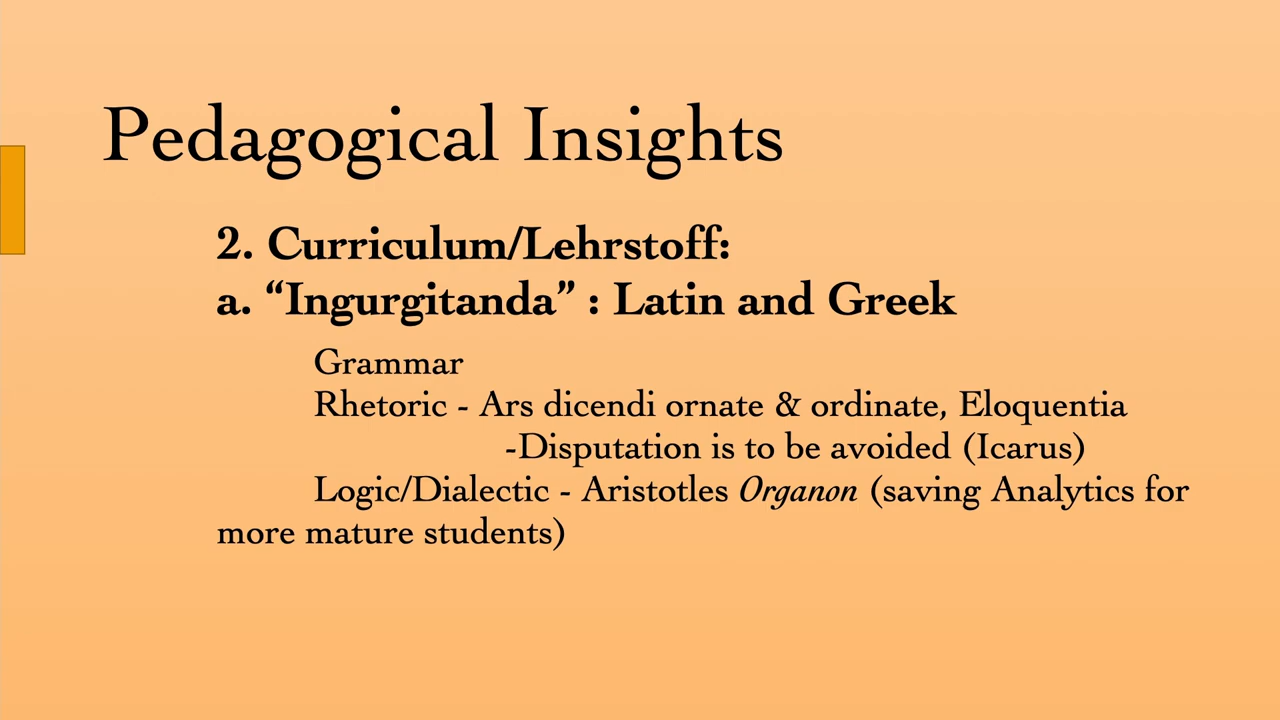 Pedagogical Insights
2. Curriculum/Lehrstoff:
a. “Ingurgitanda” : Latin and Greek
Grammar
Rhetoric - Ars dicendi ornate & ordinate, Eloquentia
-Disputation is to be avoided (Icarus)
Logic/Dialectic - Aristotles Organon (saving Analytics for
more mature students)